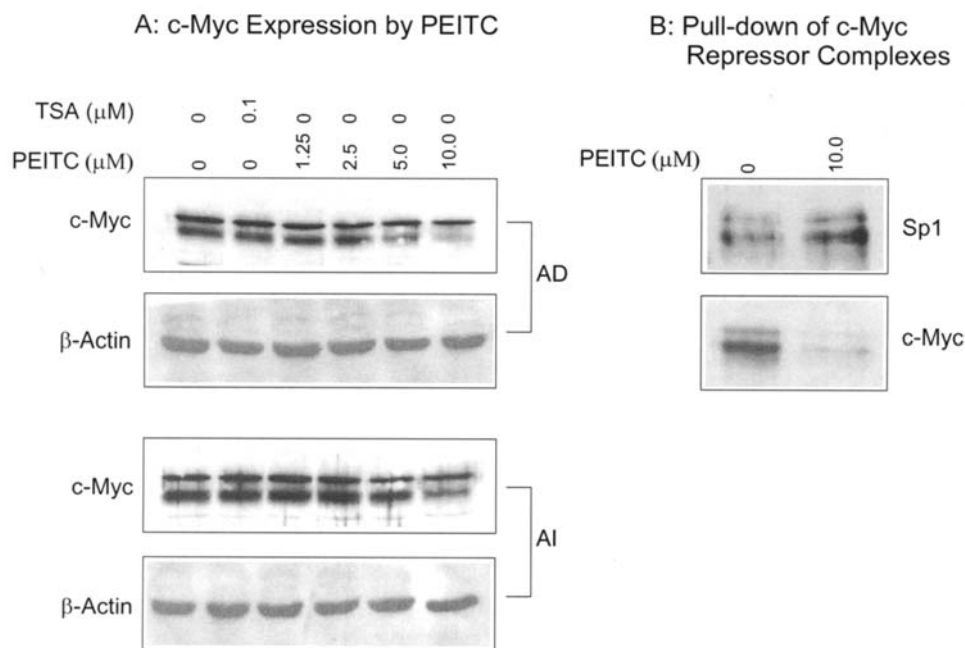 A: c-Myc Expression by PEITC
TSA (μM) 0 0.1 0 0 0 0
PEITC (μM) 0 0 1.25 2.5 5.0 10.0
c-Myc
AD
β-Actin
c-Myc
AI
β-Actin
B: Pull-down of c-Myc
Repressor Complexes
PEITC (μM) 0 10.0
Sp1
c-Myc